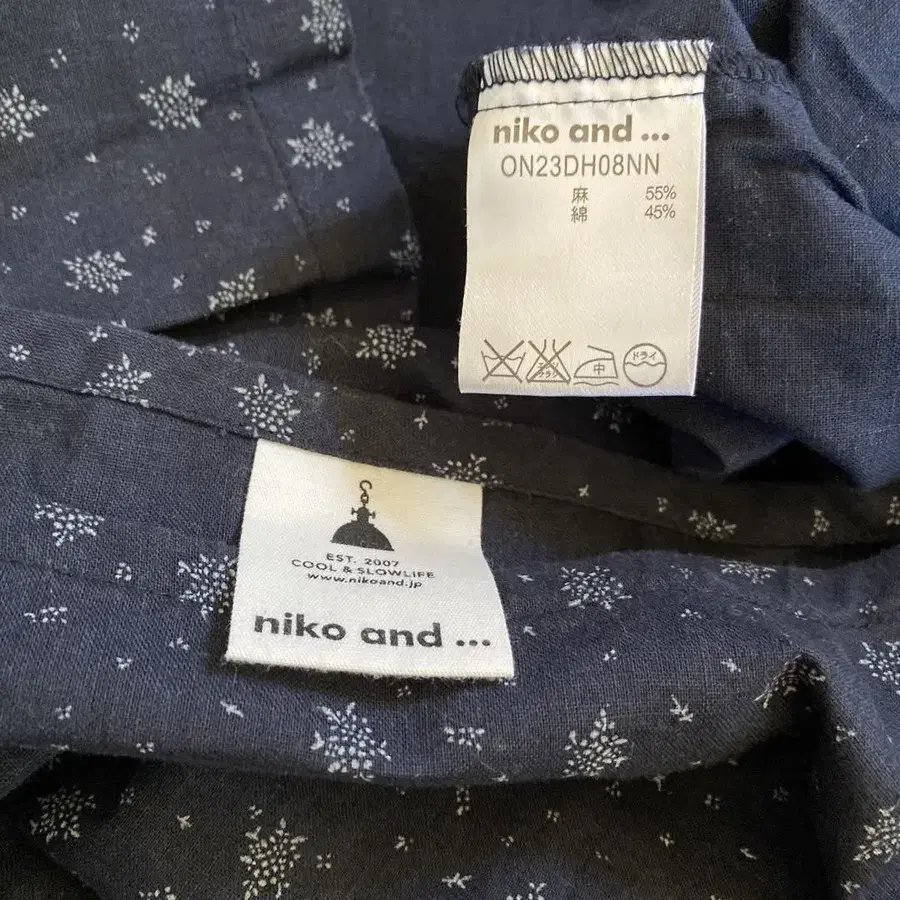 niko and ...
ON23DH08NN
麻 55%
綿 45%
中 ドライ
EST. 2007
COOL & SLOWLIFE
www.nikoand.jp
niko and ...